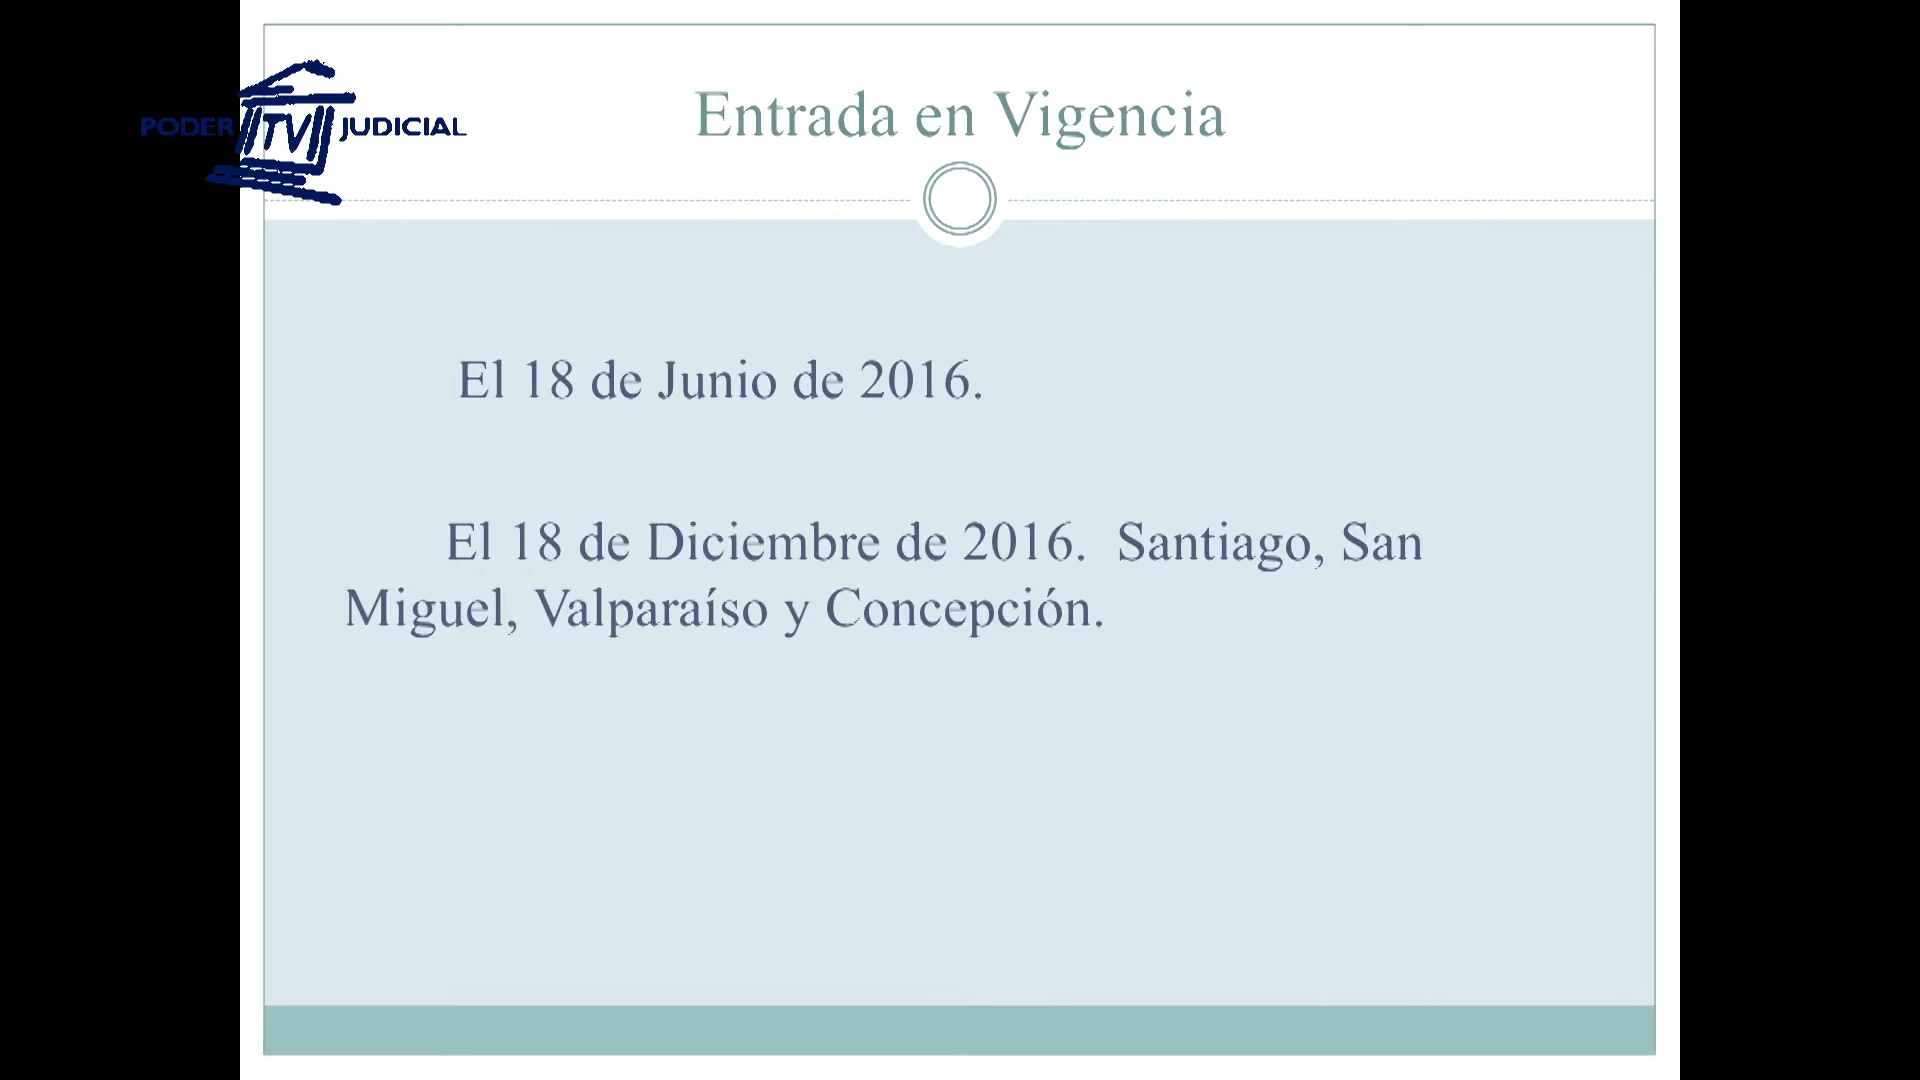 PODER TV JUDICIAL
Entrada en Vigencia
El 18 de Junio de 2016.
El 18 de Diciembre de 2016. Santiago, San
Miguel, Valparaíso y Concepción.